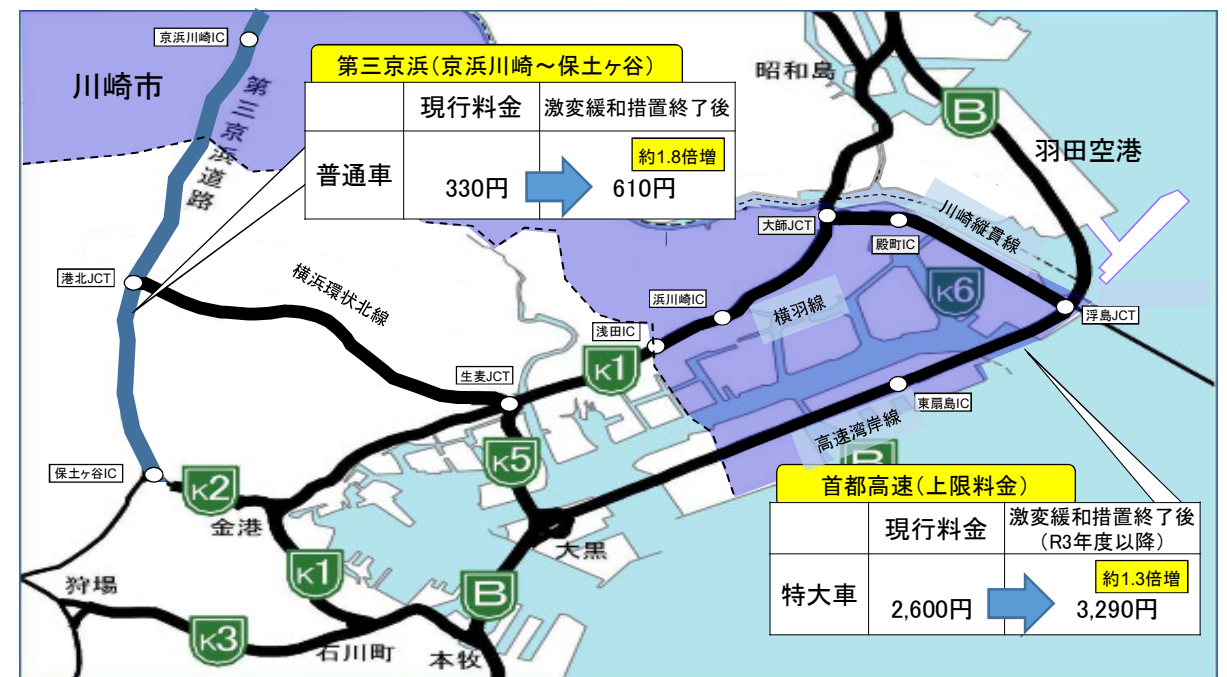 京浜川崎IC
川崎市
第三京浜道路
第三京浜(京浜川崎～保土ヶ谷)
現行料金
激変緩和措置終了後
普通車
330円
約1.8倍増
610円
昭和島
B
羽田空港
川崎縦貫線
大師JCT
殿町IC
K6
浮島JCT
港北JCT
横浜環状北線
浜川崎IC
横羽線
浅田IC
K1
生麦JCT
東扇島IC
高速湾岸線
B
保土ヶ谷IC
K2
金港
K5
大黒
K1
B
狩場
K3
石川町
本牧
首都高速(上限料金)
現行料金
激変緩和措置終了後
(R3年度以降)
特大車
2,600円
約1.3倍増
3,290円